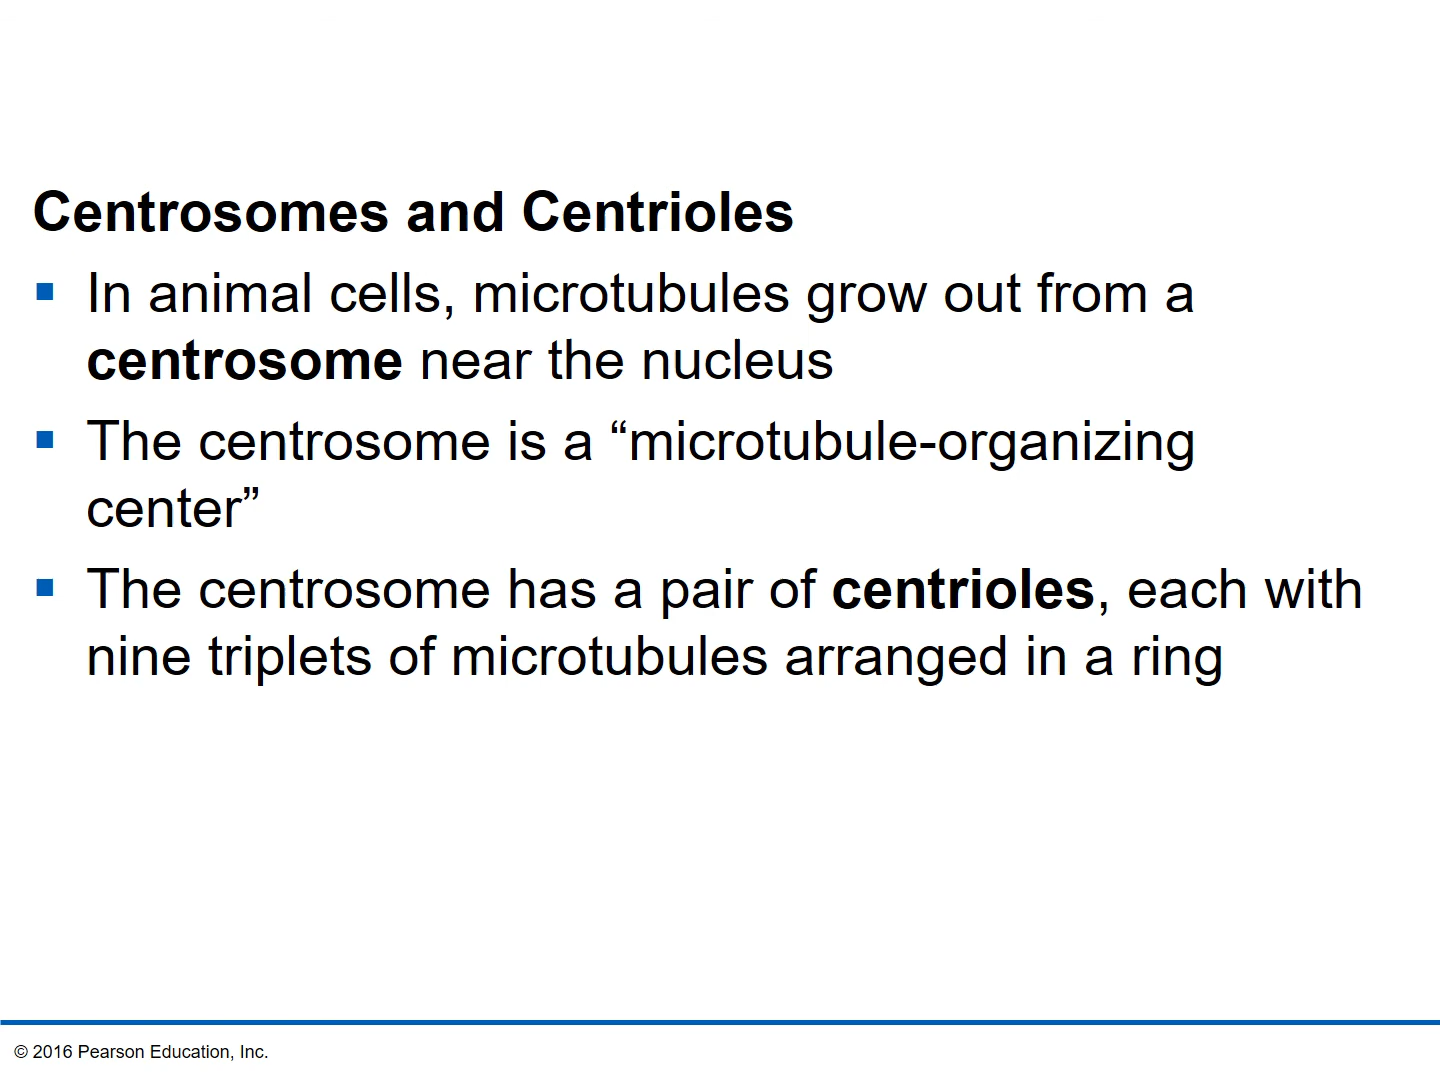 Centrosomes and Centrioles
▪ In animal cells, microtubules grow out from a
centrosome near the nucleus
▪ The centrosome is a “microtubule-organizing
center”
▪ The centrosome has a pair of centrioles, each with
nine triplets of microtubules arranged in a ring
© 2016 Pearson Education, Inc.